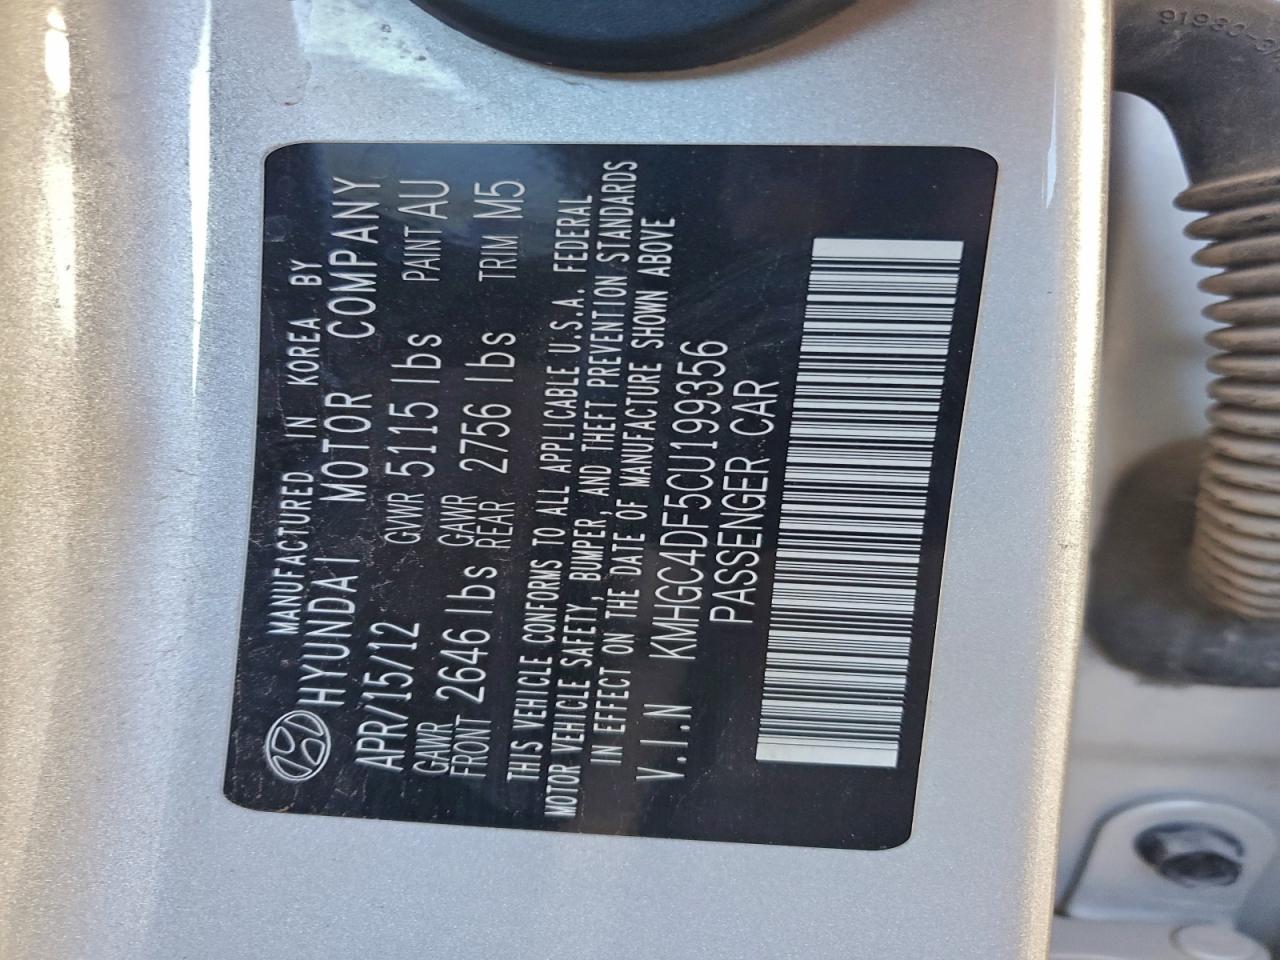 MANUFACTURED IN KOREA BY
HYUNDAI MOTOR COMPANY
APR/15/12 GVWR 5115 lbs PAINT AU
GAWR FRONT 2646 lbs GAWR REAR 2756 lbs TRIM M5
THIS VEHICLE CONFORMS TO ALL APPLICABLE U.S.A. FEDERAL
MOTOR VEHICLE SAFETY, BUMPER, AND THEFT PREVENTION STANDARDS
IN EFFECT ON THE DATE OF MANUFACTURE SHOWN ABOVE
V.I.N KMHGC4DF5CU199356
PASSENGER CAR